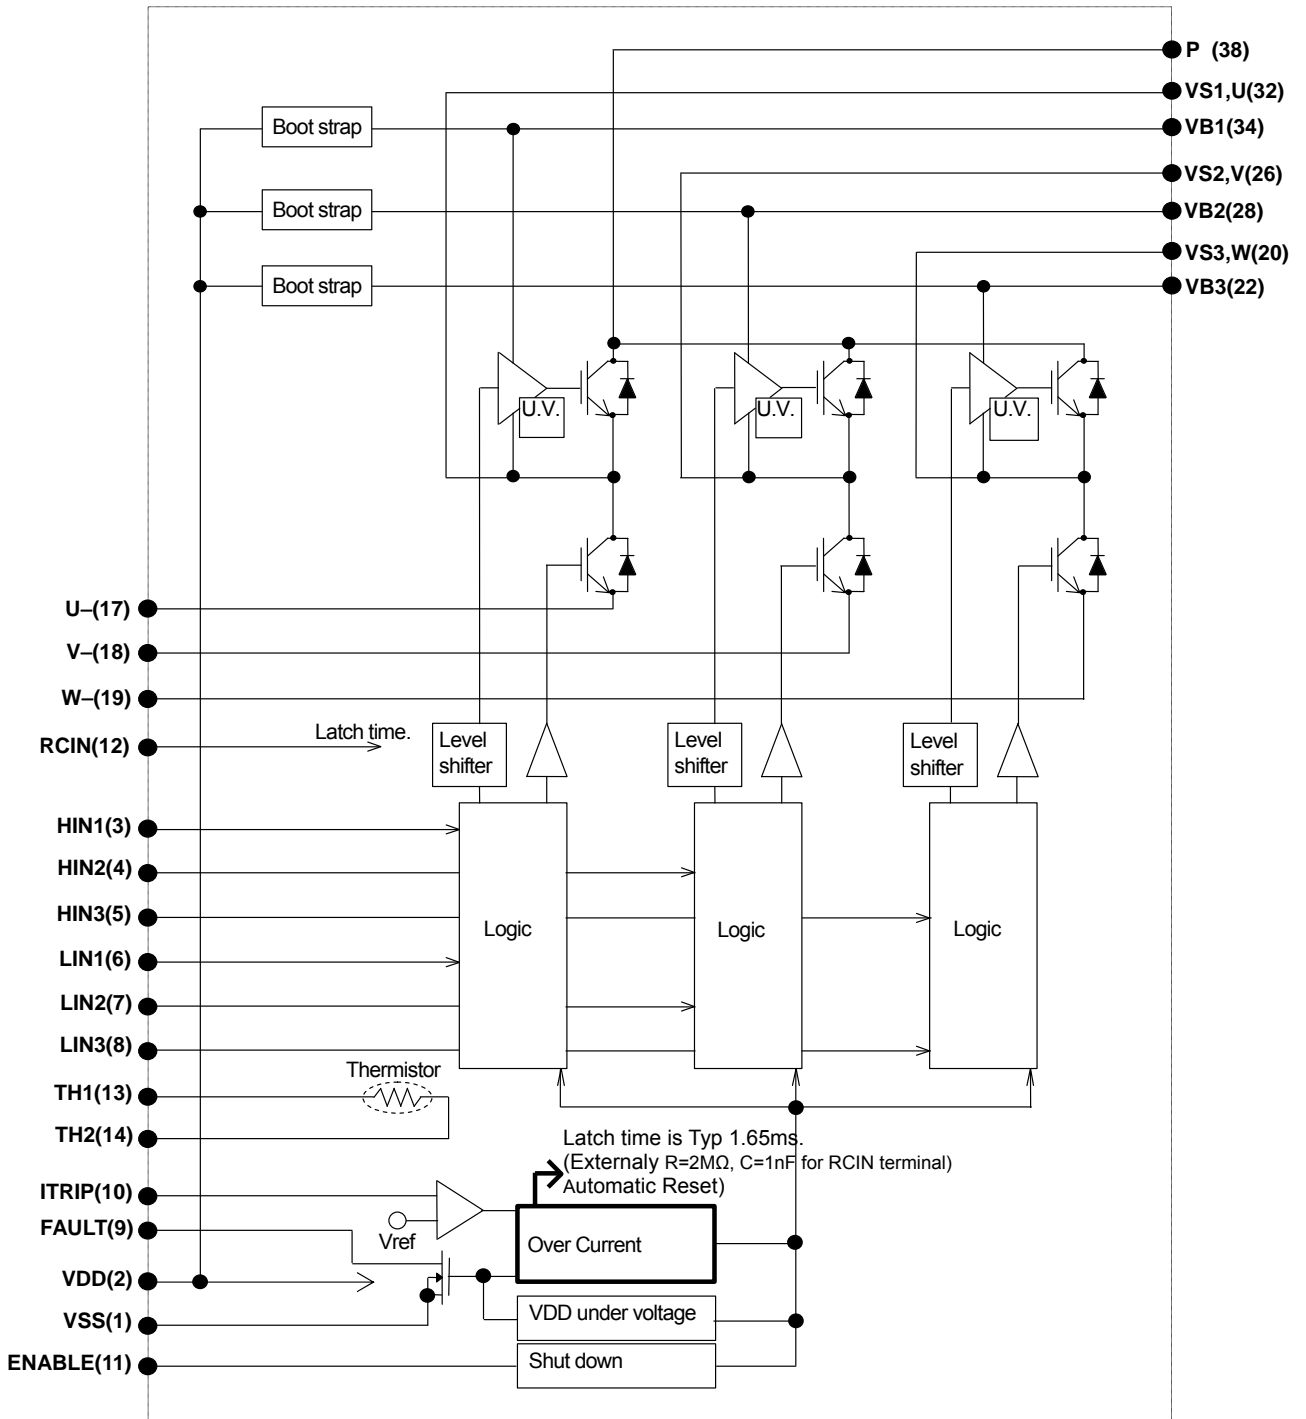 P (38)
VS1,U(32)
Boot strap
VB1(34)
VS2,V(26)
Boot strap
VB2(28)
VS3,W(20)
Boot strap
VB3(22)
U.V.
U.V.
U.V.
U–(17)
V–(18)
W–(19)
RCIN(12)
Latch time.
Level
shifter
Level
shifter
Level
shifter
HIN1(3)
HIN2(4)
HIN3(5)
Logic
Logic
Logic
LIN1(6)
LIN2(7)
LIN3(8)
Thermistor
TH1(13)
TH2(14)
Latch time is Typ 1.65ms.
(Externaly R=2MΩ, C=1nF for RCIN terminal)
Automatic Reset)
ITRIP(10)
FAULT(9)
Vref
Over Current
VDD(2)
VSS(1)
VDD under voltage
ENABLE(11)
Shut down